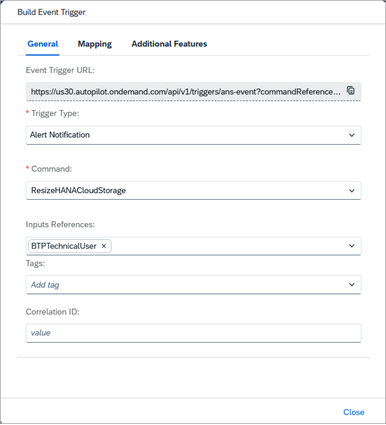 Build Event Trigger
General Mapping Additional Features
Event Trigger URL:
https://us30.autopilot.ondemand.com/api/v1/triggers/ans-event?commandReference...
* Trigger Type:
Alert Notification
* Command:
ResizeHANACloudStorage
Inputs References:
BTPTechnicalUser ×
Tags:
Add tag
Correlation ID:
value
Close